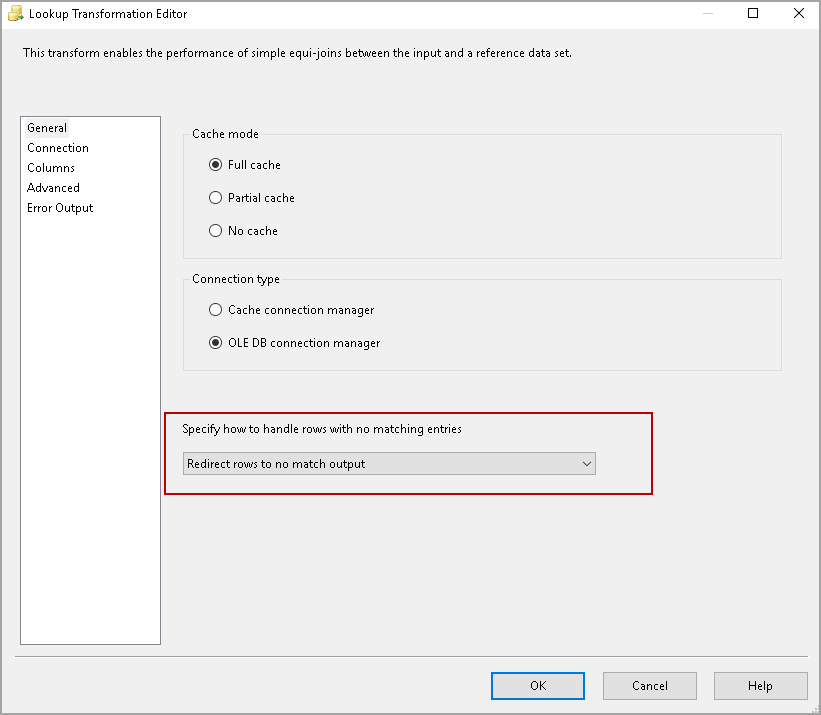 Lookup Transformation Editor
This transform enables the performance of simple equi-joins between the input and a reference data set.
General
Connection
Columns
Advanced
Error Output
Cache mode
Full cache
Partial cache
No cache
Connection type
Cache connection manager
OLE DB connection manager
Specify how to handle rows with no matching entries
Redirect rows to no match output
OK
Cancel
Help